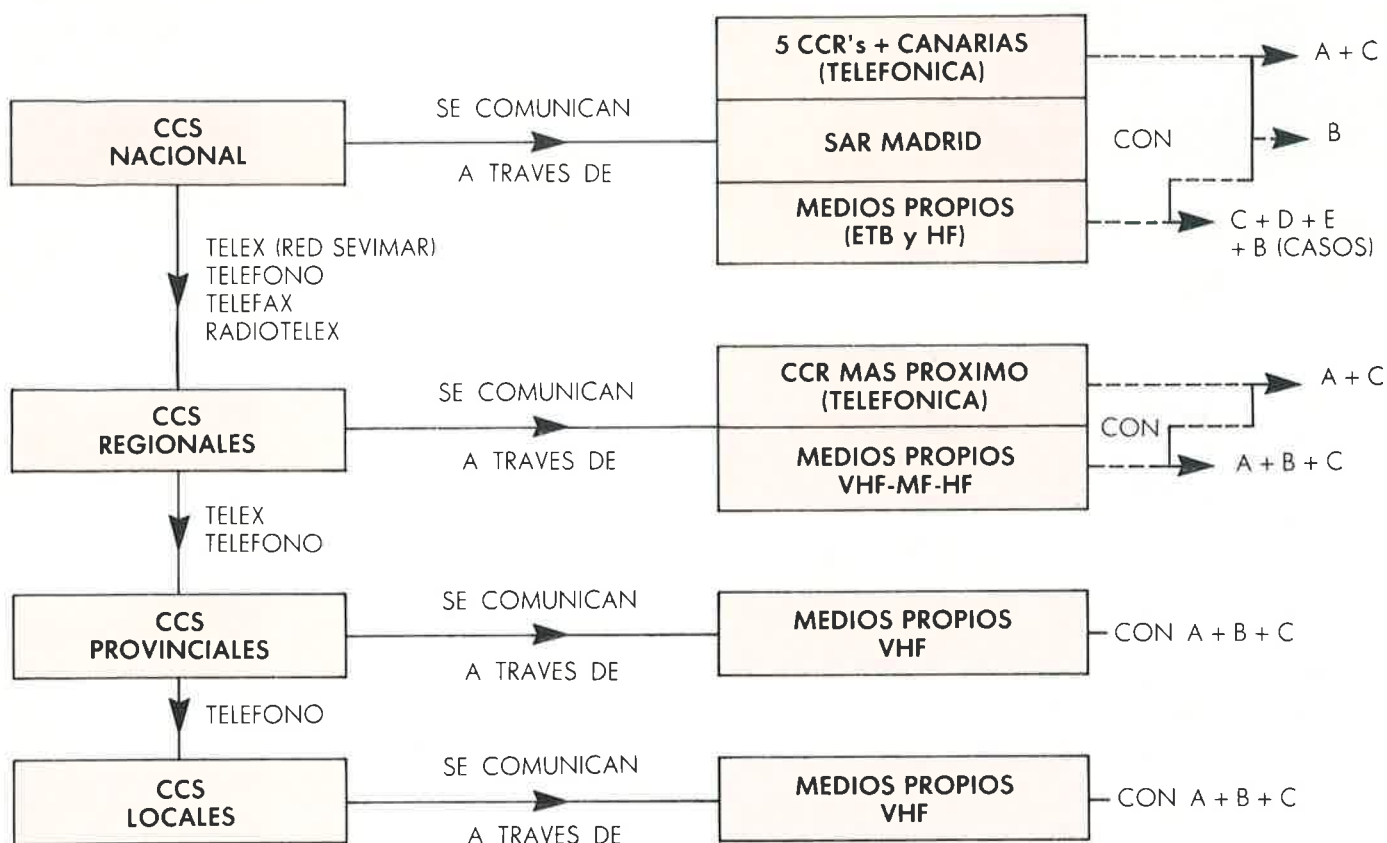 5 CCR's + CANARIAS
(TELEFONICA)
A + C
SE COMUNICAN
CCS
NACIONAL
SAR MADRID
CON
B
A TRAVES DE
MEDIOS PROPIOS
(ETB y HF)
C + D + E
+ B (CASOS)
TELEX (RED SEVIMAR)
TELEFONO
TELEFAX
RADIOTELEX
CCR MAS PROXIMO
(TELEFONICA)
A + C
SE COMUNICAN
CCS
REGIONALES
CON
A TRAVES DE
MEDIOS PROPIOS
VHF-MF-HF
A + B + C
TELEX
TELEFONO
SE COMUNICAN
CCS
PROVINCIALES
MEDIOS PROPIOS
VHF
CON A + B + C
A TRAVES DE
TELEFONO
SE COMUNICAN
CCS
LOCALES
MEDIOS PROPIOS
VHF
CON A + B + C
A TRAVES DE